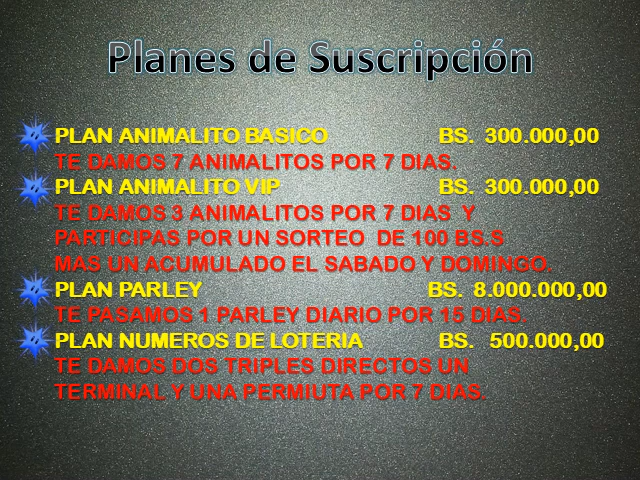 Planes de Suscripción
PLAN ANIMALITO BASICO BS. 300.000,00
TE DAMOS 7 ANIMALITOS POR 7 DIAS.
PLAN ANIMALITO VIP BS. 300.000,00
TE DAMOS 3 ANIMALITOS POR 7 DIAS Y
PARTICIPAS POR UN SORTEO DE 100 BS.S
MAS UN ACUMULADO EL SABADO Y DOMINGO.
PLAN PARLEY BS. 8.000.000,00
TE PASAMOS 1 PARLEY DIARIO POR 15 DIAS.
PLAN NUMEROS DE LOTERIA BS. 500.000,00
TE DAMOS DOS TRIPLES DIRECTOS UN
TERMINAL Y UNA PERMIUTA POR 7 DIAS.